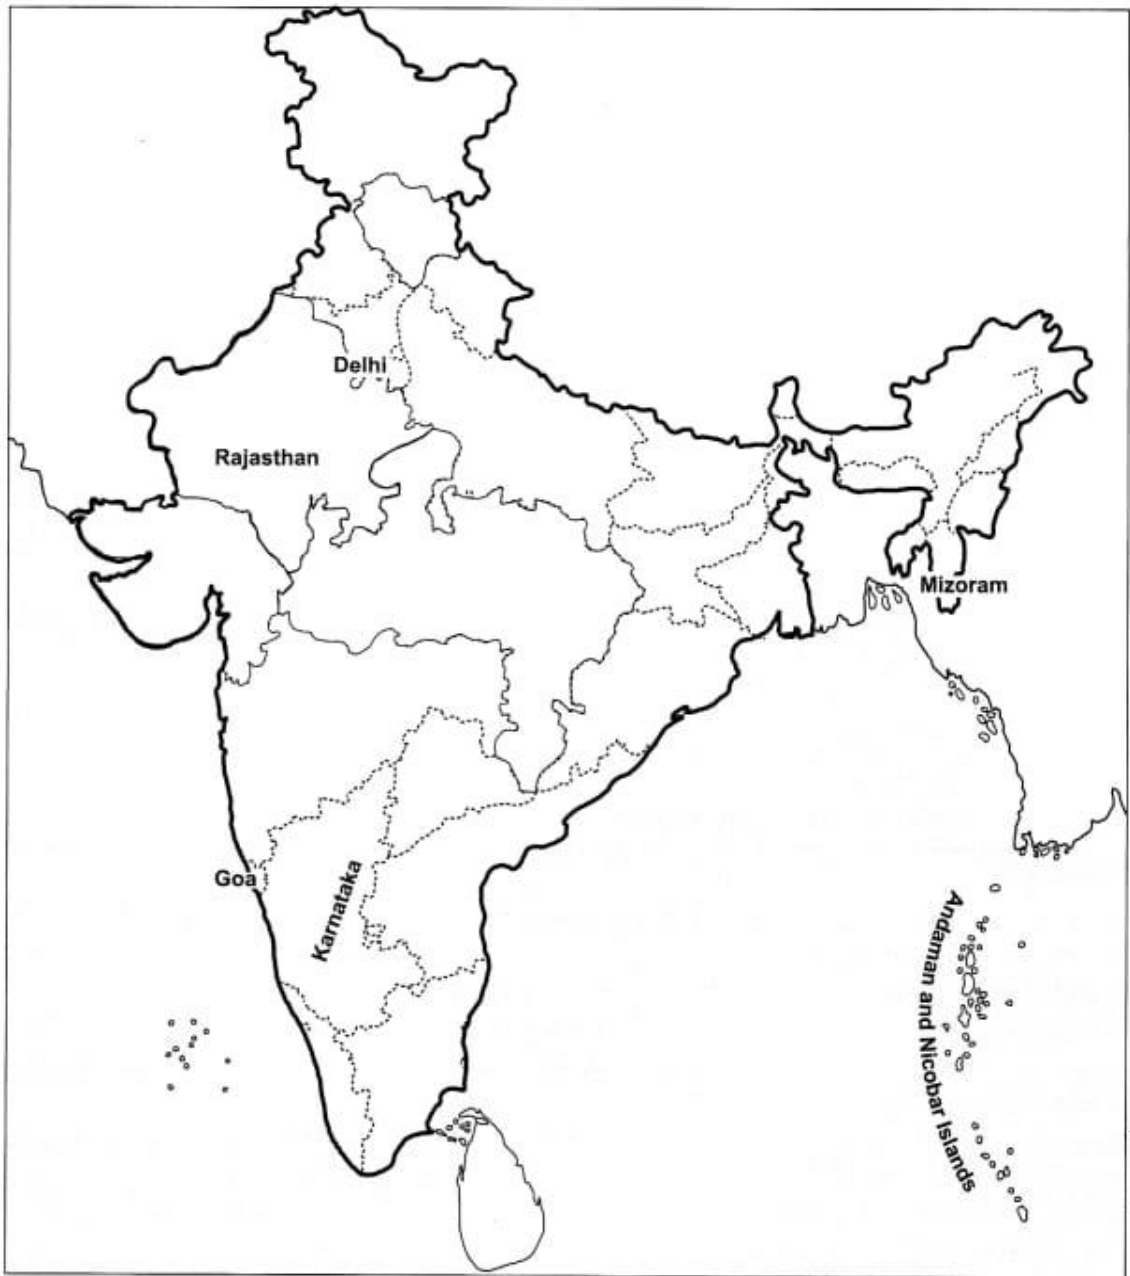 Delhi
Rajasthan
Mizoram
Goa
Karnataka
Andaman and Nicobar Islands